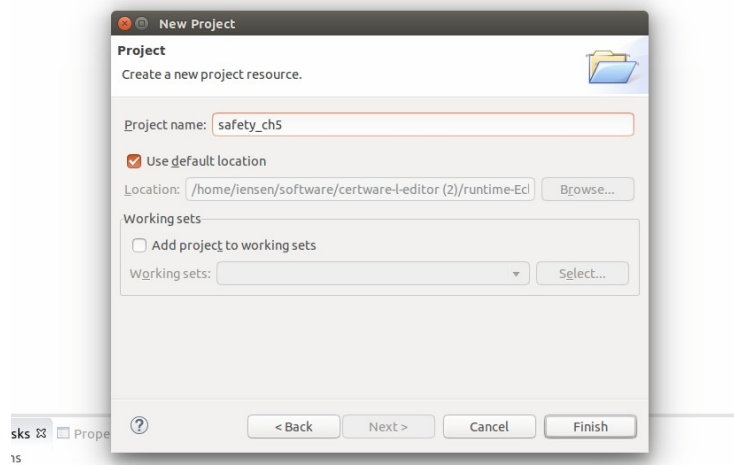 New Project
Project
Create a new project resource.
Project name: safety_ch5
Use default location
Location: /home/iensen/software/certware-l-editor (2)/runtime-Ecl Browse...
Working sets
Add project to working sets
Working sets: Select...
? < Back Next > Cancel Finish
sks Prope
ns